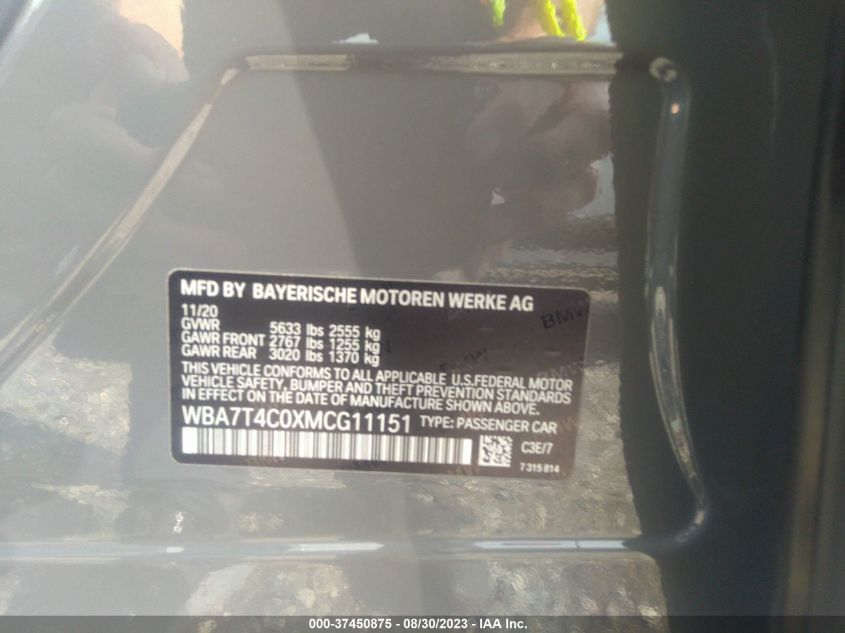 MFD BY BAYERISCHE MOTOREN WERKE AG
11/20
GVWR 5633 lbs 2555 kg
GAWR FRONT 2767 lbs 1255 kg
GAWR REAR 3020 lbs 1370 kg
THIS VEHICLE CONFORMS TO ALL APPLICABLE U.S.FEDERAL MOTOR
VEHICLE SAFETY, BUMPER AND THEFT PREVENTION STANDARDS
IN EFFECT ON THE DATE OF MANUFACTURE SHOWN ABOVE.
WBA7T4C0XMCG11151 TYPE: PASSENGER CAR
C3E/7
7 315 814
BMW
000-37450875 - 08/30/2023 - IAA Inc.